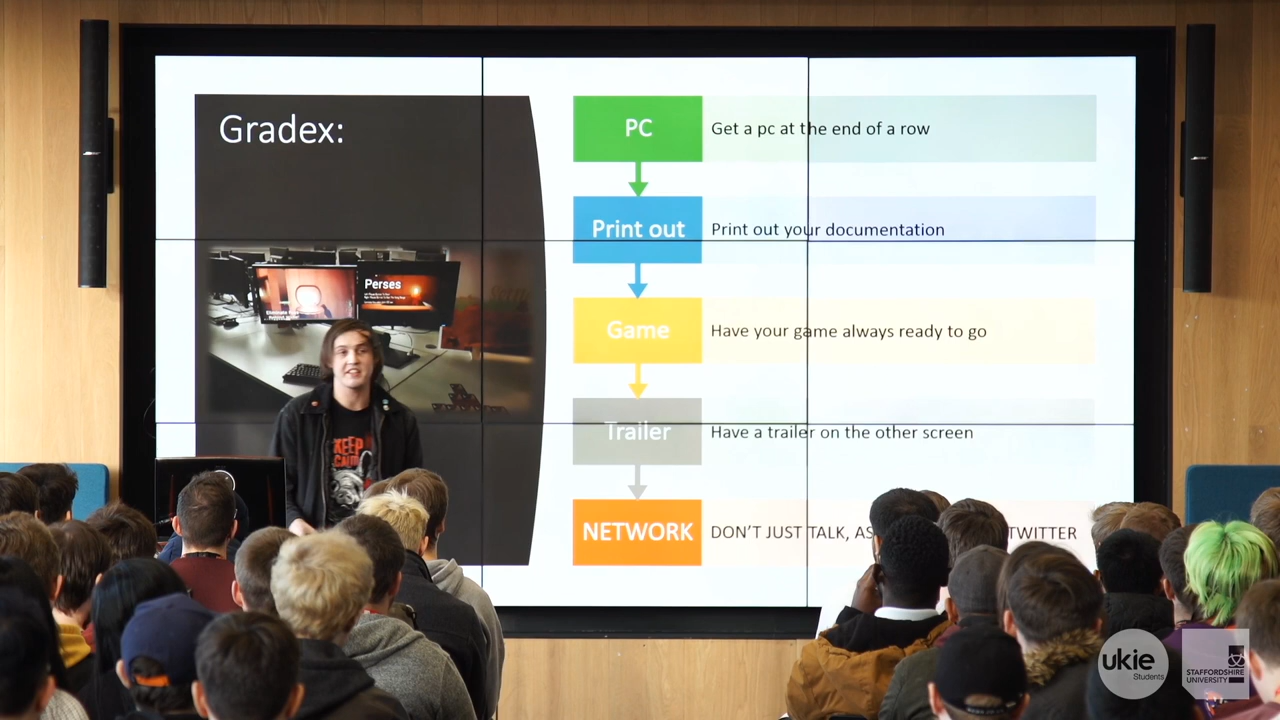 Gradex:
PC
Get a pc at the end of a row
Print out
Print out your documentation
Game
Have your game always ready to go
Trailer
Have a trailer on the other screen
NETWORK
DON'T JUST TALK, AS
TWITTER
Perses
KEEP
CALM
ukie
Students
STAFFORDSHIRE
UNIVERSITY